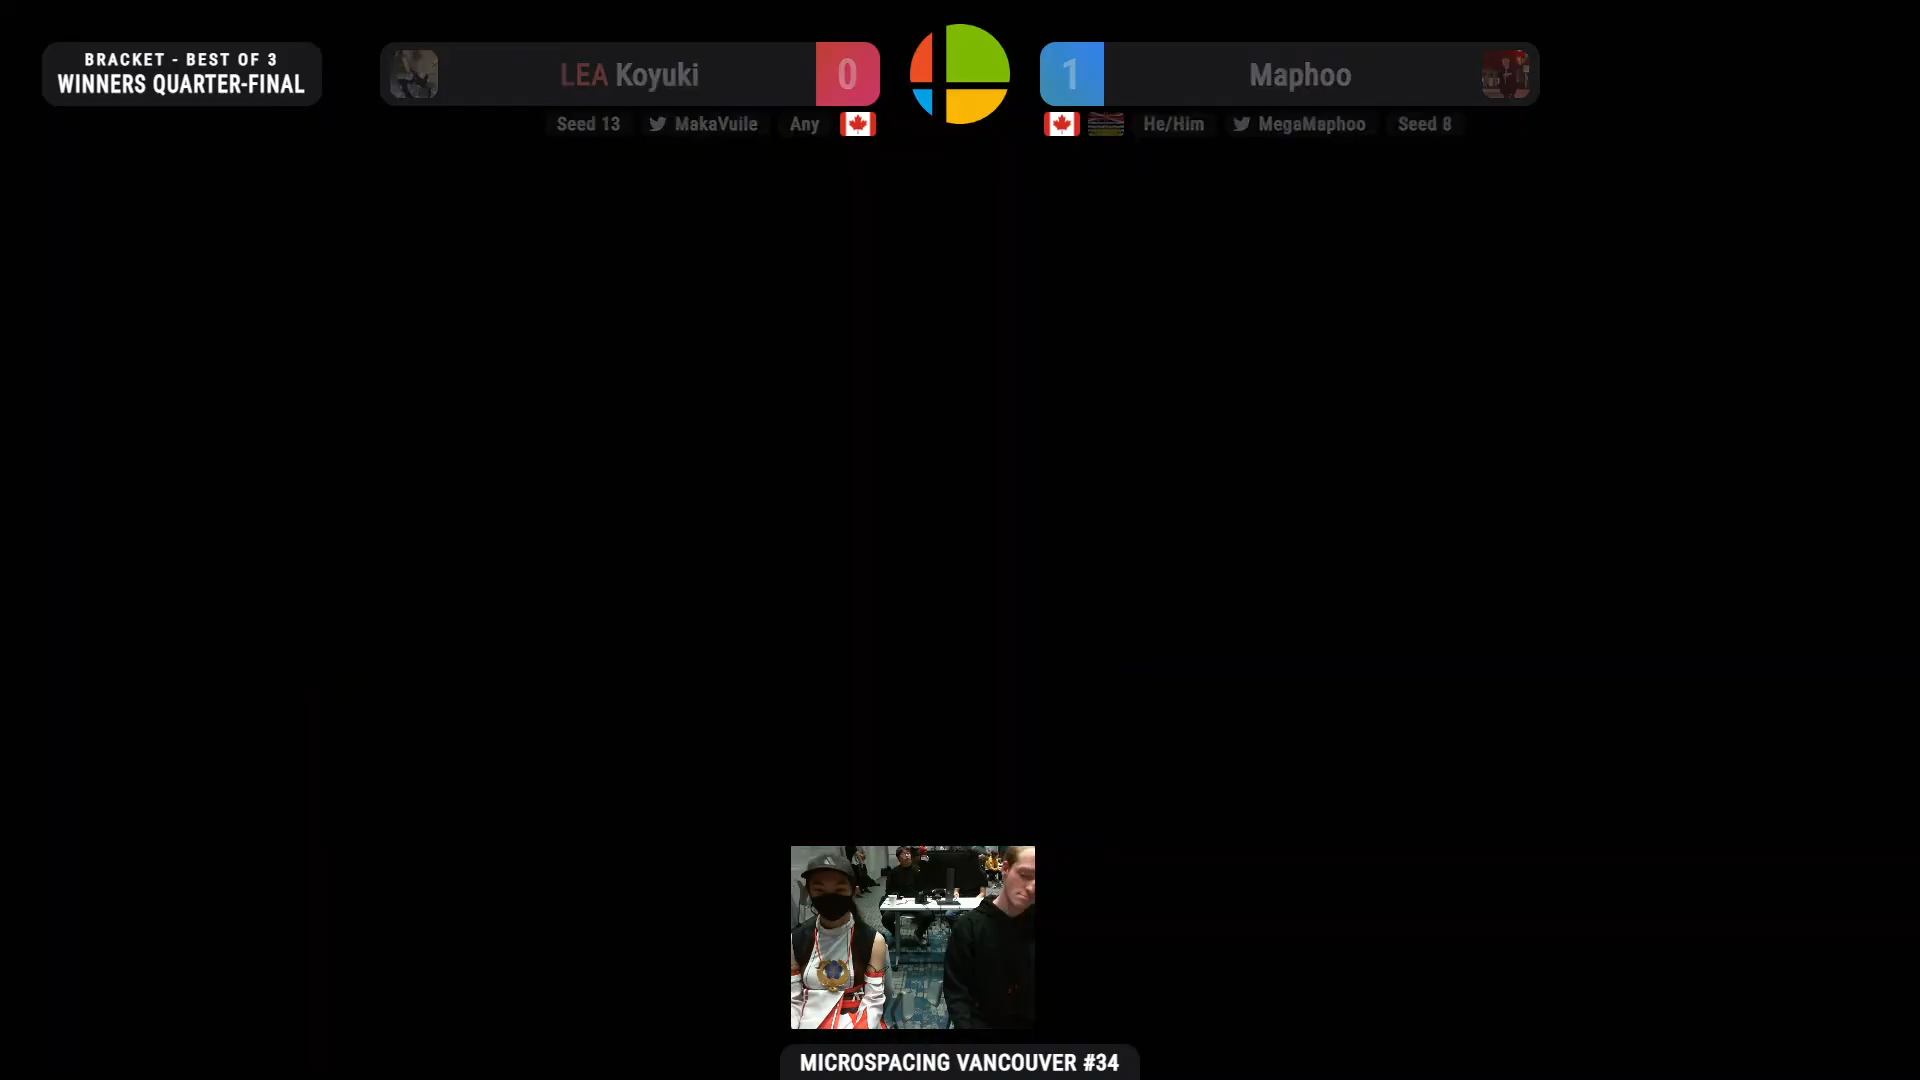 BRACKET - BEST OF 3
WINNERS QUARTER-FINAL
LEA Koyuki 0
1 Maphoo
Seed 13 MakaVuile Any
He/Him MegaMaphoo Seed 8
MICROSPACING VANCOUVER #34